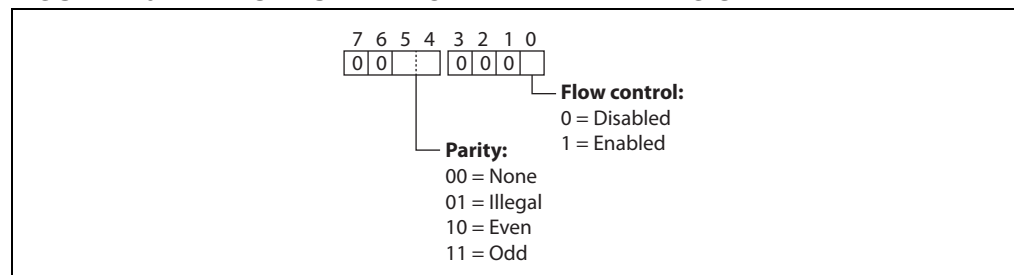 7 6 5 4 3 2 1 0
0 0 0 0 0
Flow control:
0 = Disabled
1 = Enabled
Parity:
00 = None
01 = Illegal
10 = Even
11 = Odd